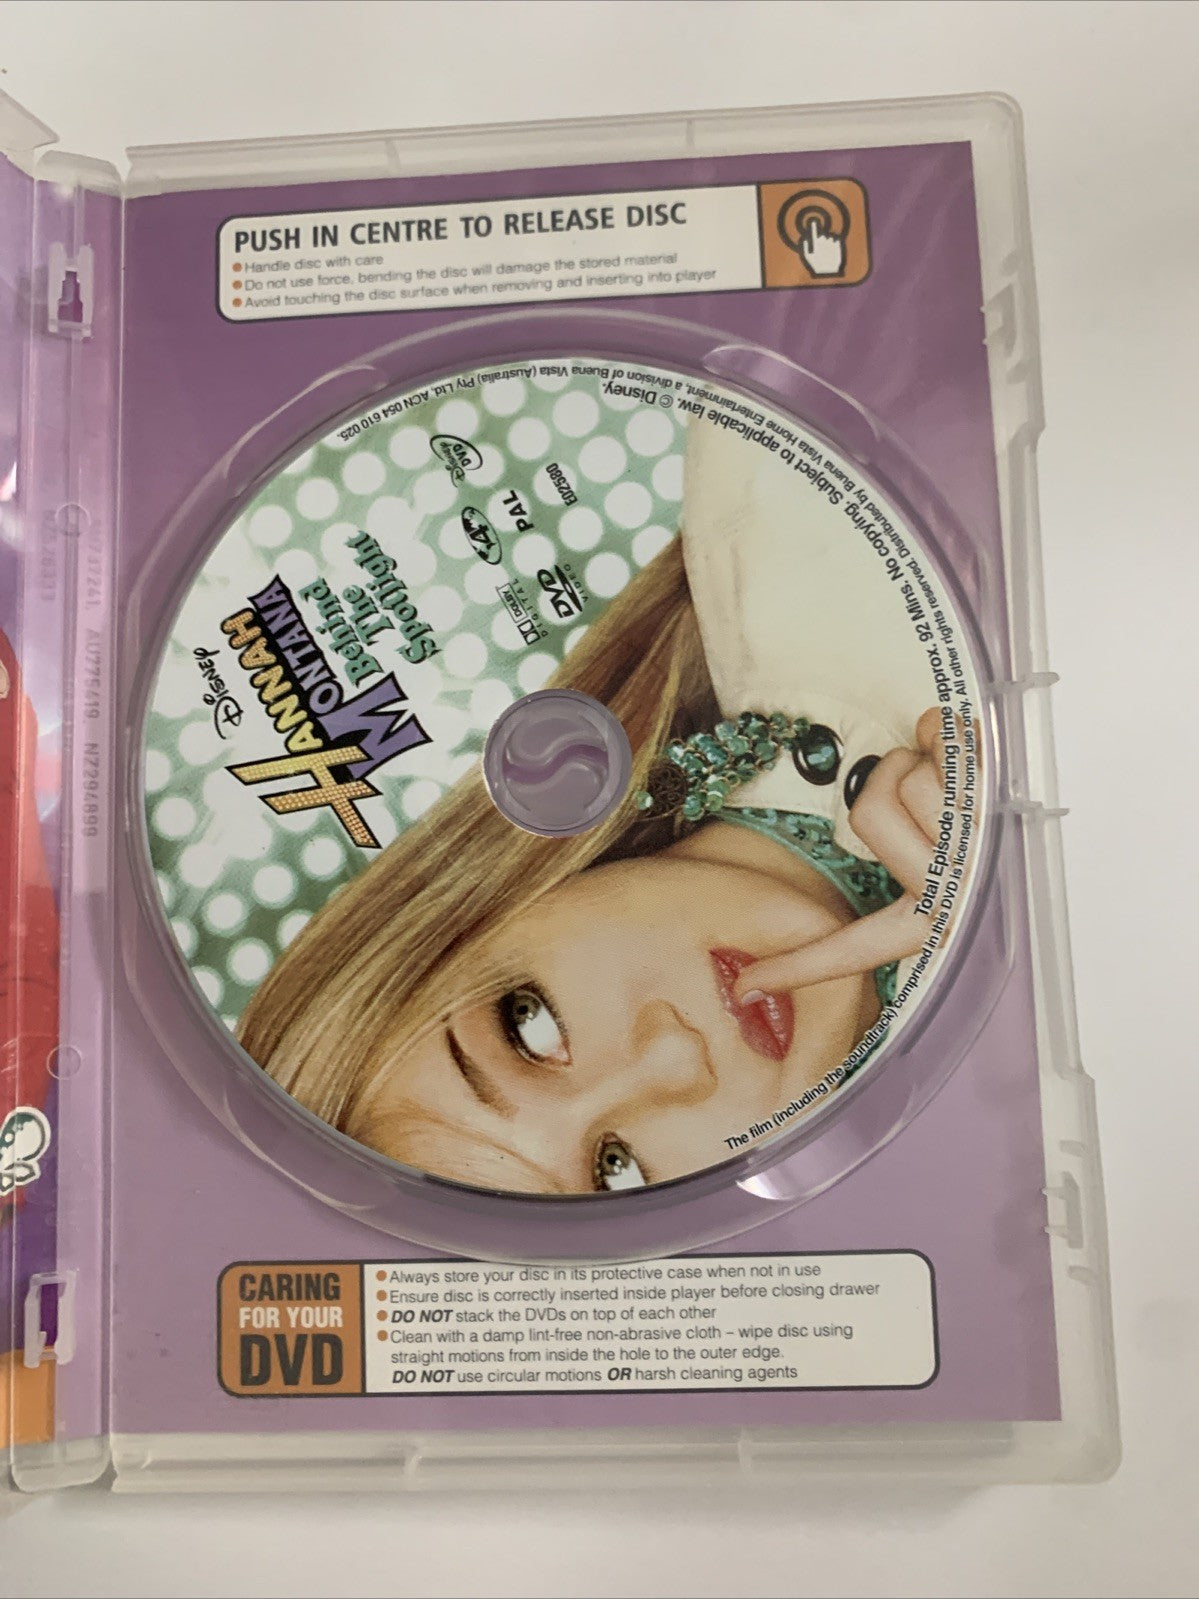 PUSH IN CENTRE TO RELEASE DISC
Handle disc with care
Do not use force, bending the disc will damage the stored material
Avoid touching the disc surface when removing and inserting into player
Disney
HANNAH
MONTANA
Behind
The
Spotlight
Disney
DVD
4
PAL
E02580
DOLBY
DIGITAL
DVD
VIDEO
Total Episode running time approx. 92 Mins. No copying. Subject to applicable law. © Disney.
The film (including the soundtrack) comprised in this DVD is licensed for home use only. All other rights reserved. Distributed by Buena Vista Home Entertainment, a division of Buena Vista (Australia) Pty Ltd, ACN 054 610 025.
AU775419 N7294899
CARING
FOR YOUR
DVD
Always store your disc in its protective case when not in use
Ensure disc is correctly inserted inside player before closing drawer
DO NOT stack the DVDs on top of each other
Clean with a damp lint-free non-abrasive cloth – wipe disc using
straight motions from inside the hole to the outer edge.
DO NOT use circular motions OR harsh cleaning agents